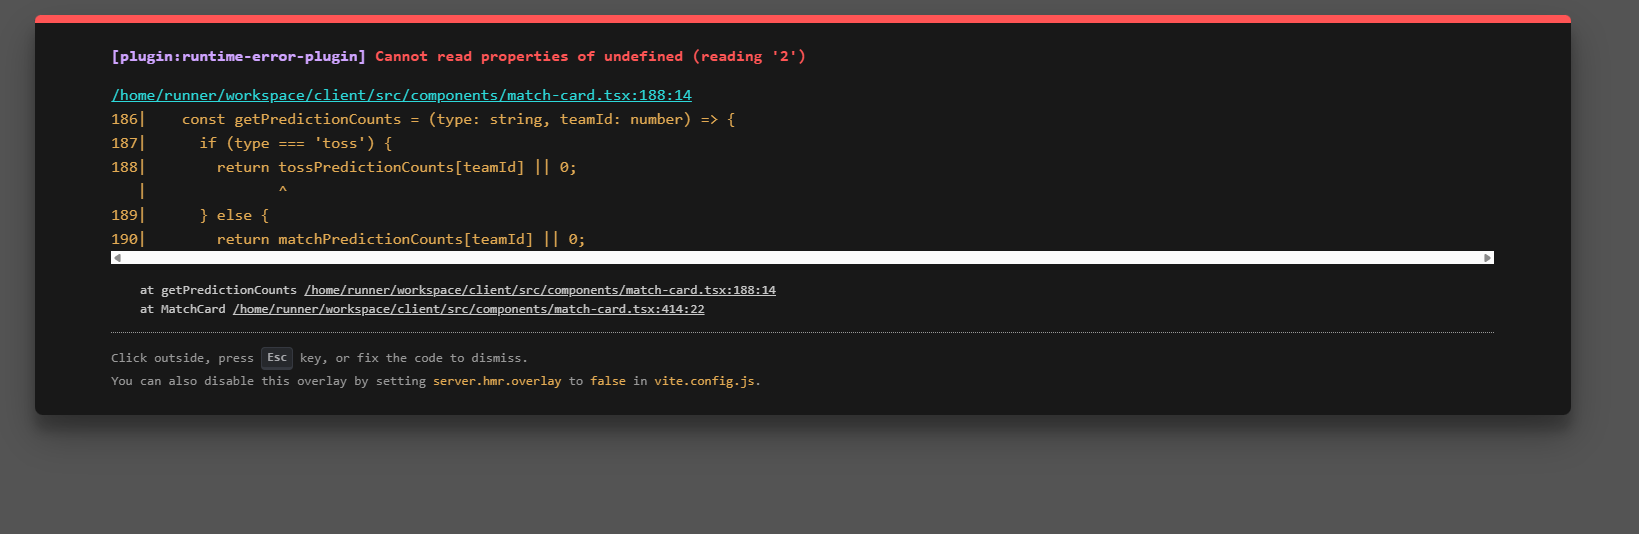 [plugin:runtime-error-plugin] Cannot read properties of undefined (reading '2')
/home/runner/workspace/client/src/components/match-card.tsx:188:14
186|    const getPredictionCounts = (type: string, teamId: number) => {
187|      if (type === 'toss') {
188|        return tossPredictionCounts[teamId] || 0;
   |               ^
189|      } else {
190|        return matchPredictionCounts[teamId] || 0;
at getPredictionCounts /home/runner/workspace/client/src/components/match-card.tsx:188:14
at MatchCard /home/runner/workspace/client/src/components/match-card.tsx:414:22
Click outside, press Esc key, or fix the code to dismiss.
You can also disable this overlay by setting server.hmr.overlay to false in vite.config.js.